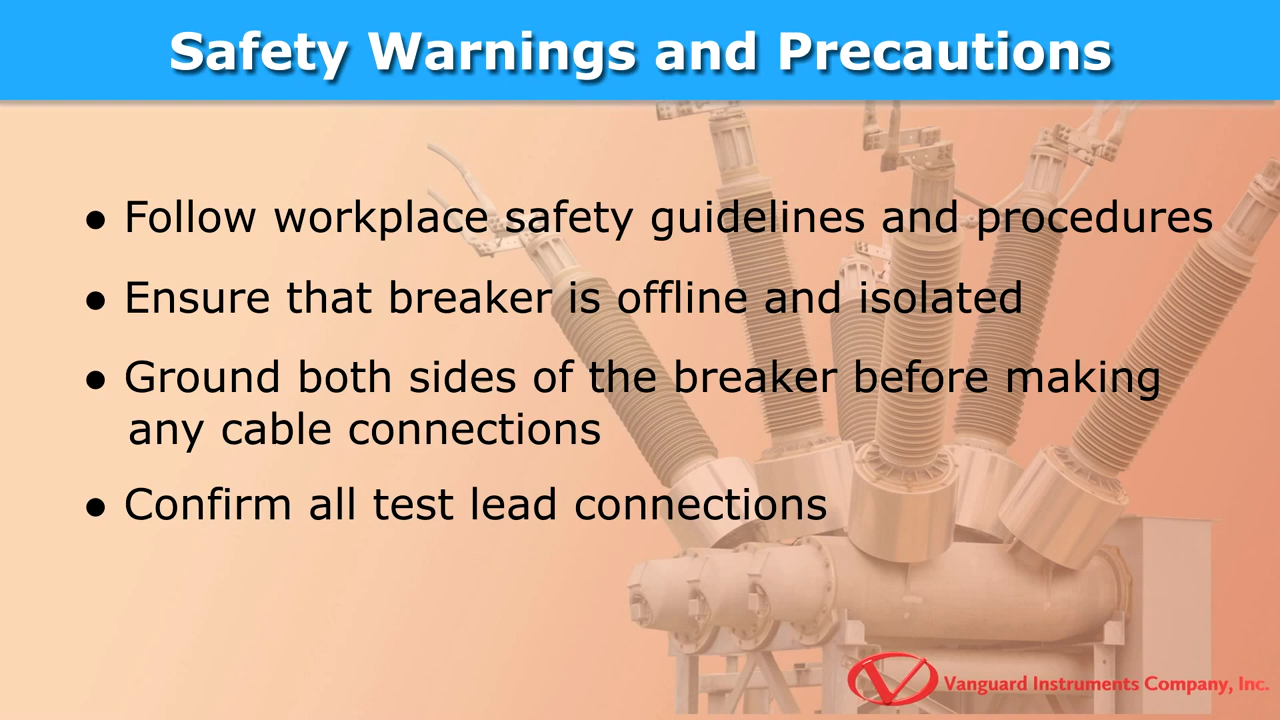 Safety Warnings and Precautions
● Follow workplace safety guidelines and procedures
● Ensure that breaker is offline and isolated
● Ground both sides of the breaker before making
any cable connections
● Confirm all test lead connections
Vanguard Instruments Company, Inc.